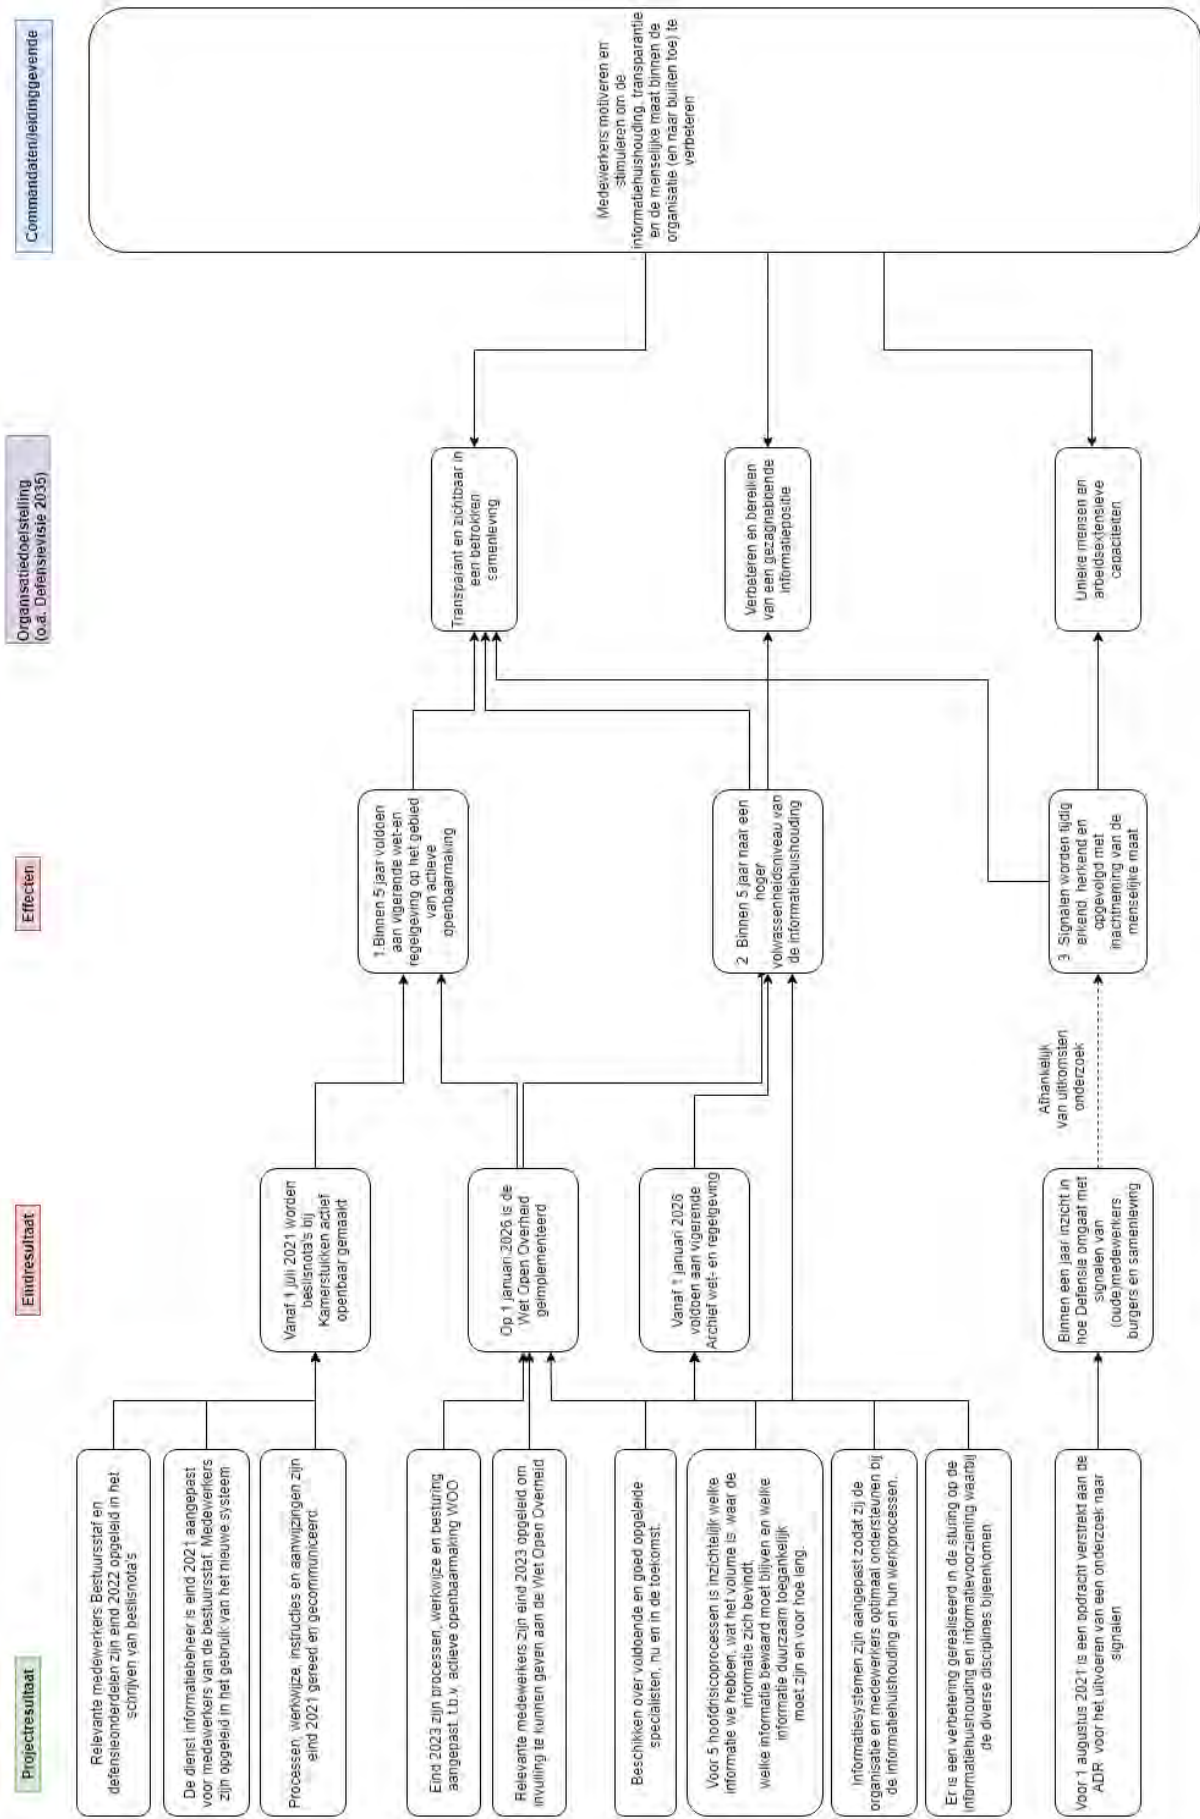 Projectresultaat
Eindresultaat
Effecten
Organisatiedoelstelling
(o.a. Defensievisie 2035)
Commandaten/leidinggevende
Relevante medewerkers Bestuursstaf en
defensieonderdelen zijn eind 2022 opgeleid in het
schrijven van beslisnota's
De dienst informatiebeheer is eind 2021 aangepast
voor medewerkers van de bestuursstaf. Medewerkers
zijn opgeleid in het gebruik van het nieuwe systeem
Processen, werkwijze, instructies en aanwijzingen zijn
eind 2021 gereed en gecommuniceerd
Eind 2023 zijn processen, werkwijze en besturing
aangepast t.b.v. actieve openbaarmaking WOO
Relevante medewerkers zijn eind 2023 opgeleid om
invulling te kunnen geven aan de Wet Open Overheid
Beschikken over voldoende en goed opgeleide
specialisten, nu en in de toekomst.
Voor 5 hoofdrisicoprocessen is inzichtelijk welke
informatie we hebben, wat het volume is waar de
informatie zich bevindt,
welke informatie bewaard moet blijven en welke
informatie duurzaam toegankelijk
moet zijn en voor hoe lang.
Informatiesystemen zijn aangepast zodat zij de
organisatie en medewerkers optimaal ondersteunen bij
de informatiehuishouding en hun werkprocessen.
Er is een verbetering gerealiseerd in de sturing op de
informatiehuishouding en informatievoorziening waarbij
de diverse disciplines bijeenkomen
Voor 1 augustus 2021 is een opdracht verstrekt aan de
ADR voor het uitvoeren van een onderzoek naar
signalen
Vanaf 1 juli 2021 worden
beslisnota's bij
Kamerstukken actief
openbaar gemaakt
Op 1 januari 2026 is de
Wet Open Overheid
geimplementeerd
Vanaf 1 januari 2026
voldoen aan vigerende
Archief wet- en regelgeving
Binnen een jaar inzicht in
hoe Defensie omgaat met
signalen van
(oude)medewerkers
burgers en samenleving
Afhankelijk
van uitkomsten
onderzoek
1.Binnen 5 jaar voldoen
aan vigerende wet-en
regelgeving op het gebied
van actieve
openbaarmaking
2 Binnen 5 jaar naar een
hoger
volwassenheidsniveau van
de informatiehuishouding
3 Signalen worden tijdig
erkend, herkend en
opgevolgd met
inachtneming van de
menselijke maat
Transparant en zichtbaar in
een betrokken
samenleving
Verbeteren en bereiken
van een gezaghebbende
informatiepositie
Unieke mensen en
arbeidsextensieve
capaciteiten
Medewerkers motiveren en
stimuleren om de
informatiehuishouding, transparantie
en de menselijke maat binnen de
organisatie (en naar buiten toe) te
verbeteren